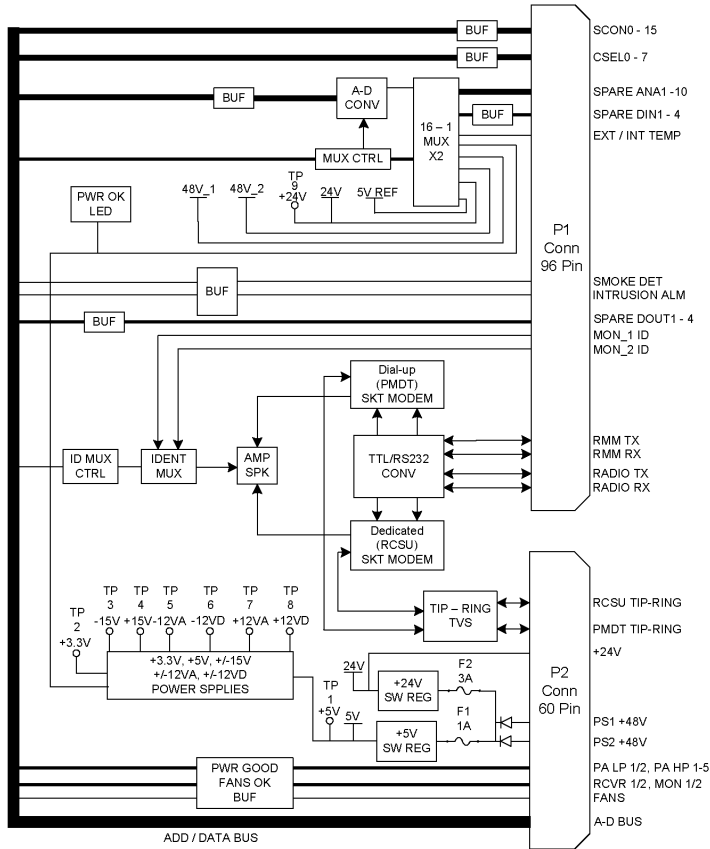 BUF
SCON0 - 15
BUF
CSEL0 - 7
BUF
A-D
CONV
16 – 1
MUX
X2
SPARE ANA1 -10
BUF
SPARE DIN1 - 4
EXT / INT TEMP
MUX CTRL
PWR OK
LED
48V_1
48V_2
TP
9
+24V
24V
5V REF
P1
Conn
96 Pin
BUF
SMOKE DET
INTRUSION ALM
BUF
SPARE DOUT1 - 4
MON_1 ID
MON_2 ID
Dial-up
(PMDT)
SKT MODEM
ID MUX
CTRL
IDENT
MUX
AMP
SPK
TTL/RS232
CONV
RMM TX
RMM RX
RADIO TX
RADIO RX
Dedicated
(RCSU)
SKT MODEM
TIP – RING
TVS
RCSU TIP-RING
PMDT TIP-RING
+24V
TP
2
+3.3V
TP
3
-15V
TP
4
+15V
TP
5
-12VA
TP
6
-12VD
TP
7
+12VA
TP
8
+12VD
+3.3V, +5V, +/-15V
+/-12VA, +/-12VD
POWER SPPLIES
TP
1
+5V
5V
24V
+24V
SW REG
F2
3A
+5V
SW REG
F1
1A
P2
Conn
60 Pin
PS1 +48V
PS2 +48V
PWR GOOD
FANS OK
BUF
PA LP 1/2, PA HP 1-5
RCVR 1/2, MON 1/2
FANS
A-D BUS
ADD / DATA BUS